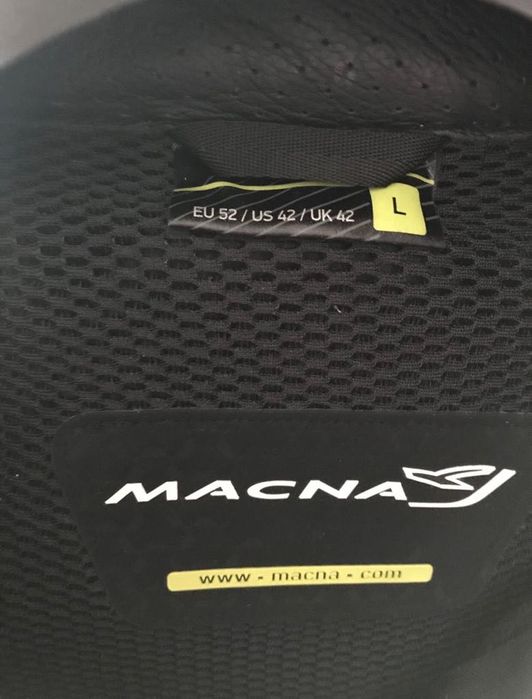 EU 52 / US 42 / UK 42 L
MACNA
www - macna - com